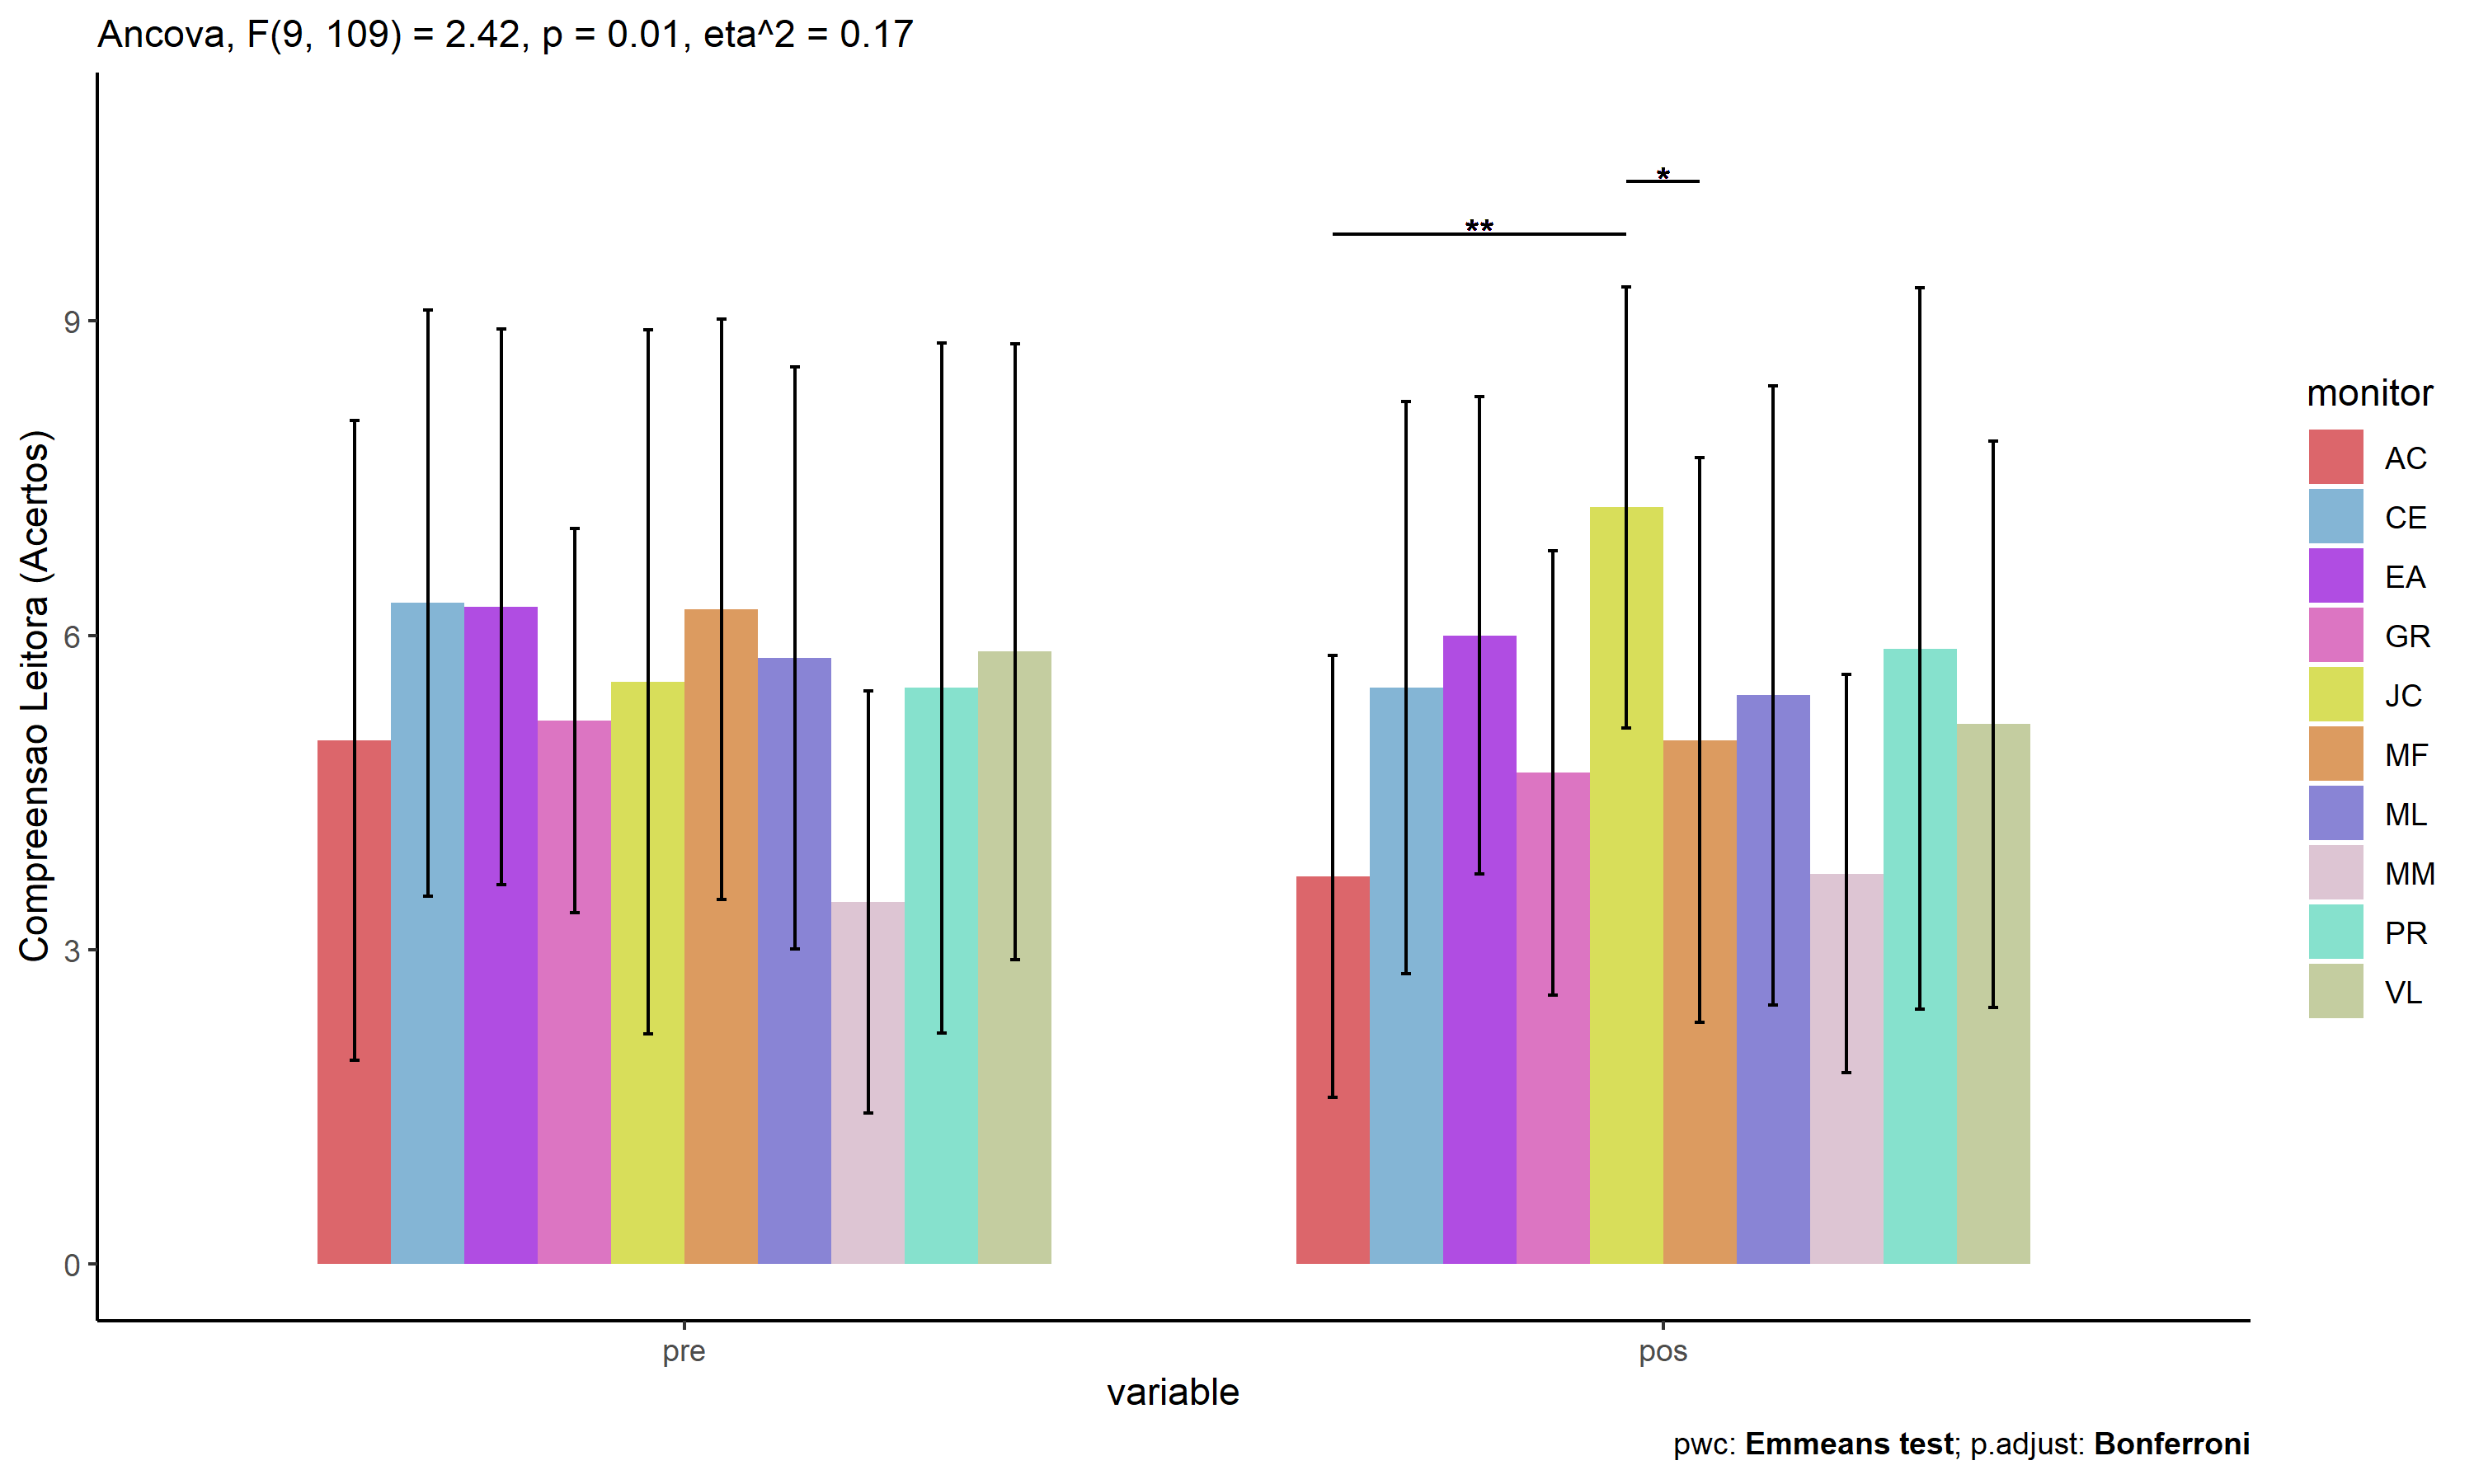 Ancova, F(9, 109) = 2.42, p = 0.01, eta^2 = 0.17
Compreensao Leitora (Acertos)
9
6
3
0
**
*
pre
pos
variable
monitor
AC
CE
EA
GR
JC
MF
ML
MM
PR
VL
pwc: Emmeans test; p.adjust: Bonferroni